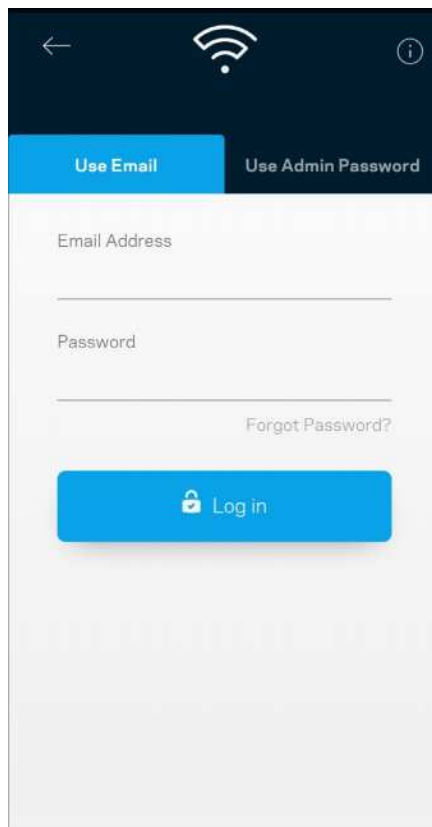 Use Email
Use Admin Password
Email Address
Password
Forgot Password?
Log in